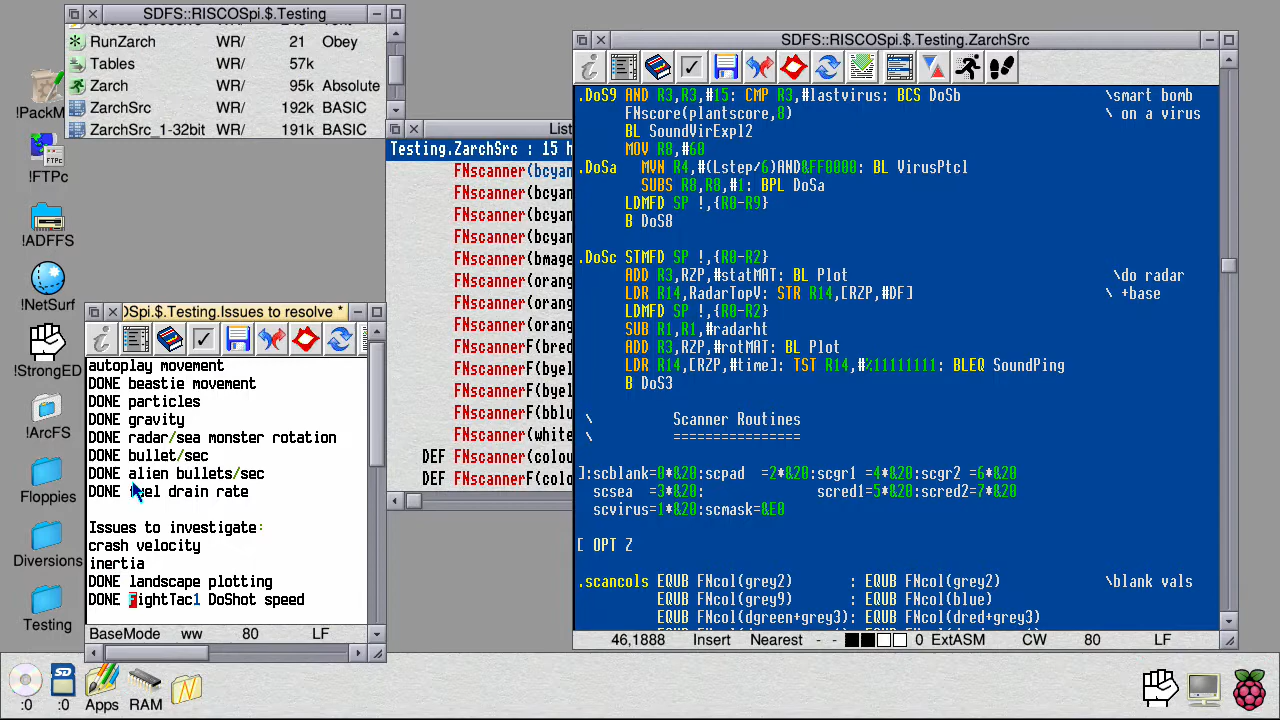 SDFS::RISCOSpi.$.Testing
RunZarch WR/ 21 Obey
Tables WR/ 57k
Zarch WR/ 95k Absolute
ZarchSrc WR/ 192k BASIC
ZarchSrc_1-32bit WR/ 191k BASIC
!PackM
!FTPc
!ADFFS
!NetSurf
!StrongED
!ArcFS
Floppies
Diversions
Testing
List
Testing.ZarchSrc : 15 h
FNscanner(bcyan
FNscanner(bcyan
FNscanner(bcyan
FNscanner(bcyan
FNscanner(bmage
FNscanner(orang
FNscanner(orang
FNscanner(orang
FNscannerF(bred
FNscannerF(byel
FNscannerF(byel
FNscannerF(bblu
FNscannerF(white
DEF FNscanner(colou
DEF FNscannerF(colo
OSpi.$.Testing.Issues to resolve *
autoplay movement
DONE beastie movement
DONE particles
DONE gravity
DONE radar/sea monster rotation
DONE bullet/sec
DONE alien bullets/sec
DONE fuel drain rate
Issues to investigate:
crash velocity
inertia
DONE landscape plotting
DONE FightTac1 DoShot speed
BaseMode ww 80 LF
SDFS::RISCOSpi.$.Testing.ZarchSrc
.DoS9 AND R3,R3,#15: CMP R3,#lastvirus: BCS DoSb \smart bomb
FNscore(plantscore,8) \ on a virus
BL SoundVirExpl2
MOV R8,#60
.DoSa MVN R4,#(Lstep/6)AND&FF0000: BL VirusPtcl
SUBS R8,R8,#1: BPL DoSa
LDMFD SP !,{R0-R9}
B DoS8
.DoSc STMFD SP !,{R0-R2}
ADD R3,RZP,#statMAT: BL Plot \do radar
LDR R14,RadarTopV: STR R14,[RZP,#DF] \ +base
LDMFD SP !,{R0-R2}
SUB R1,R1,#radarht
ADD R3,RZP,#rotMAT: BL Plot
LDR R14,[RZP,#time]: TST R14,#%11111111: BLEQ SoundPing
B DoS3
\ Scanner Routines
\ ================
]:scblank=0*&20:scpad =2*&20:scgr1 =4*&20:scgr2 =6*&20
scsea =3*&20: scred1=5*&20:scred2=7*&20
scvirus=1*&20:scmask=&E0
[ OPT Z
.scancols EQUB FNcol(grey2) : EQUB FNcol(grey2) \blank vals
EQUB FNcol(grey9) : EQUB FNcol(blue)
EQUB FNcol(dgreen+grey3) : EQUB FNcol(dred+grey3)
46,1888 Insert Nearest - - 0 ExtASM CW 80 LF
:0
:0
Apps
RAM